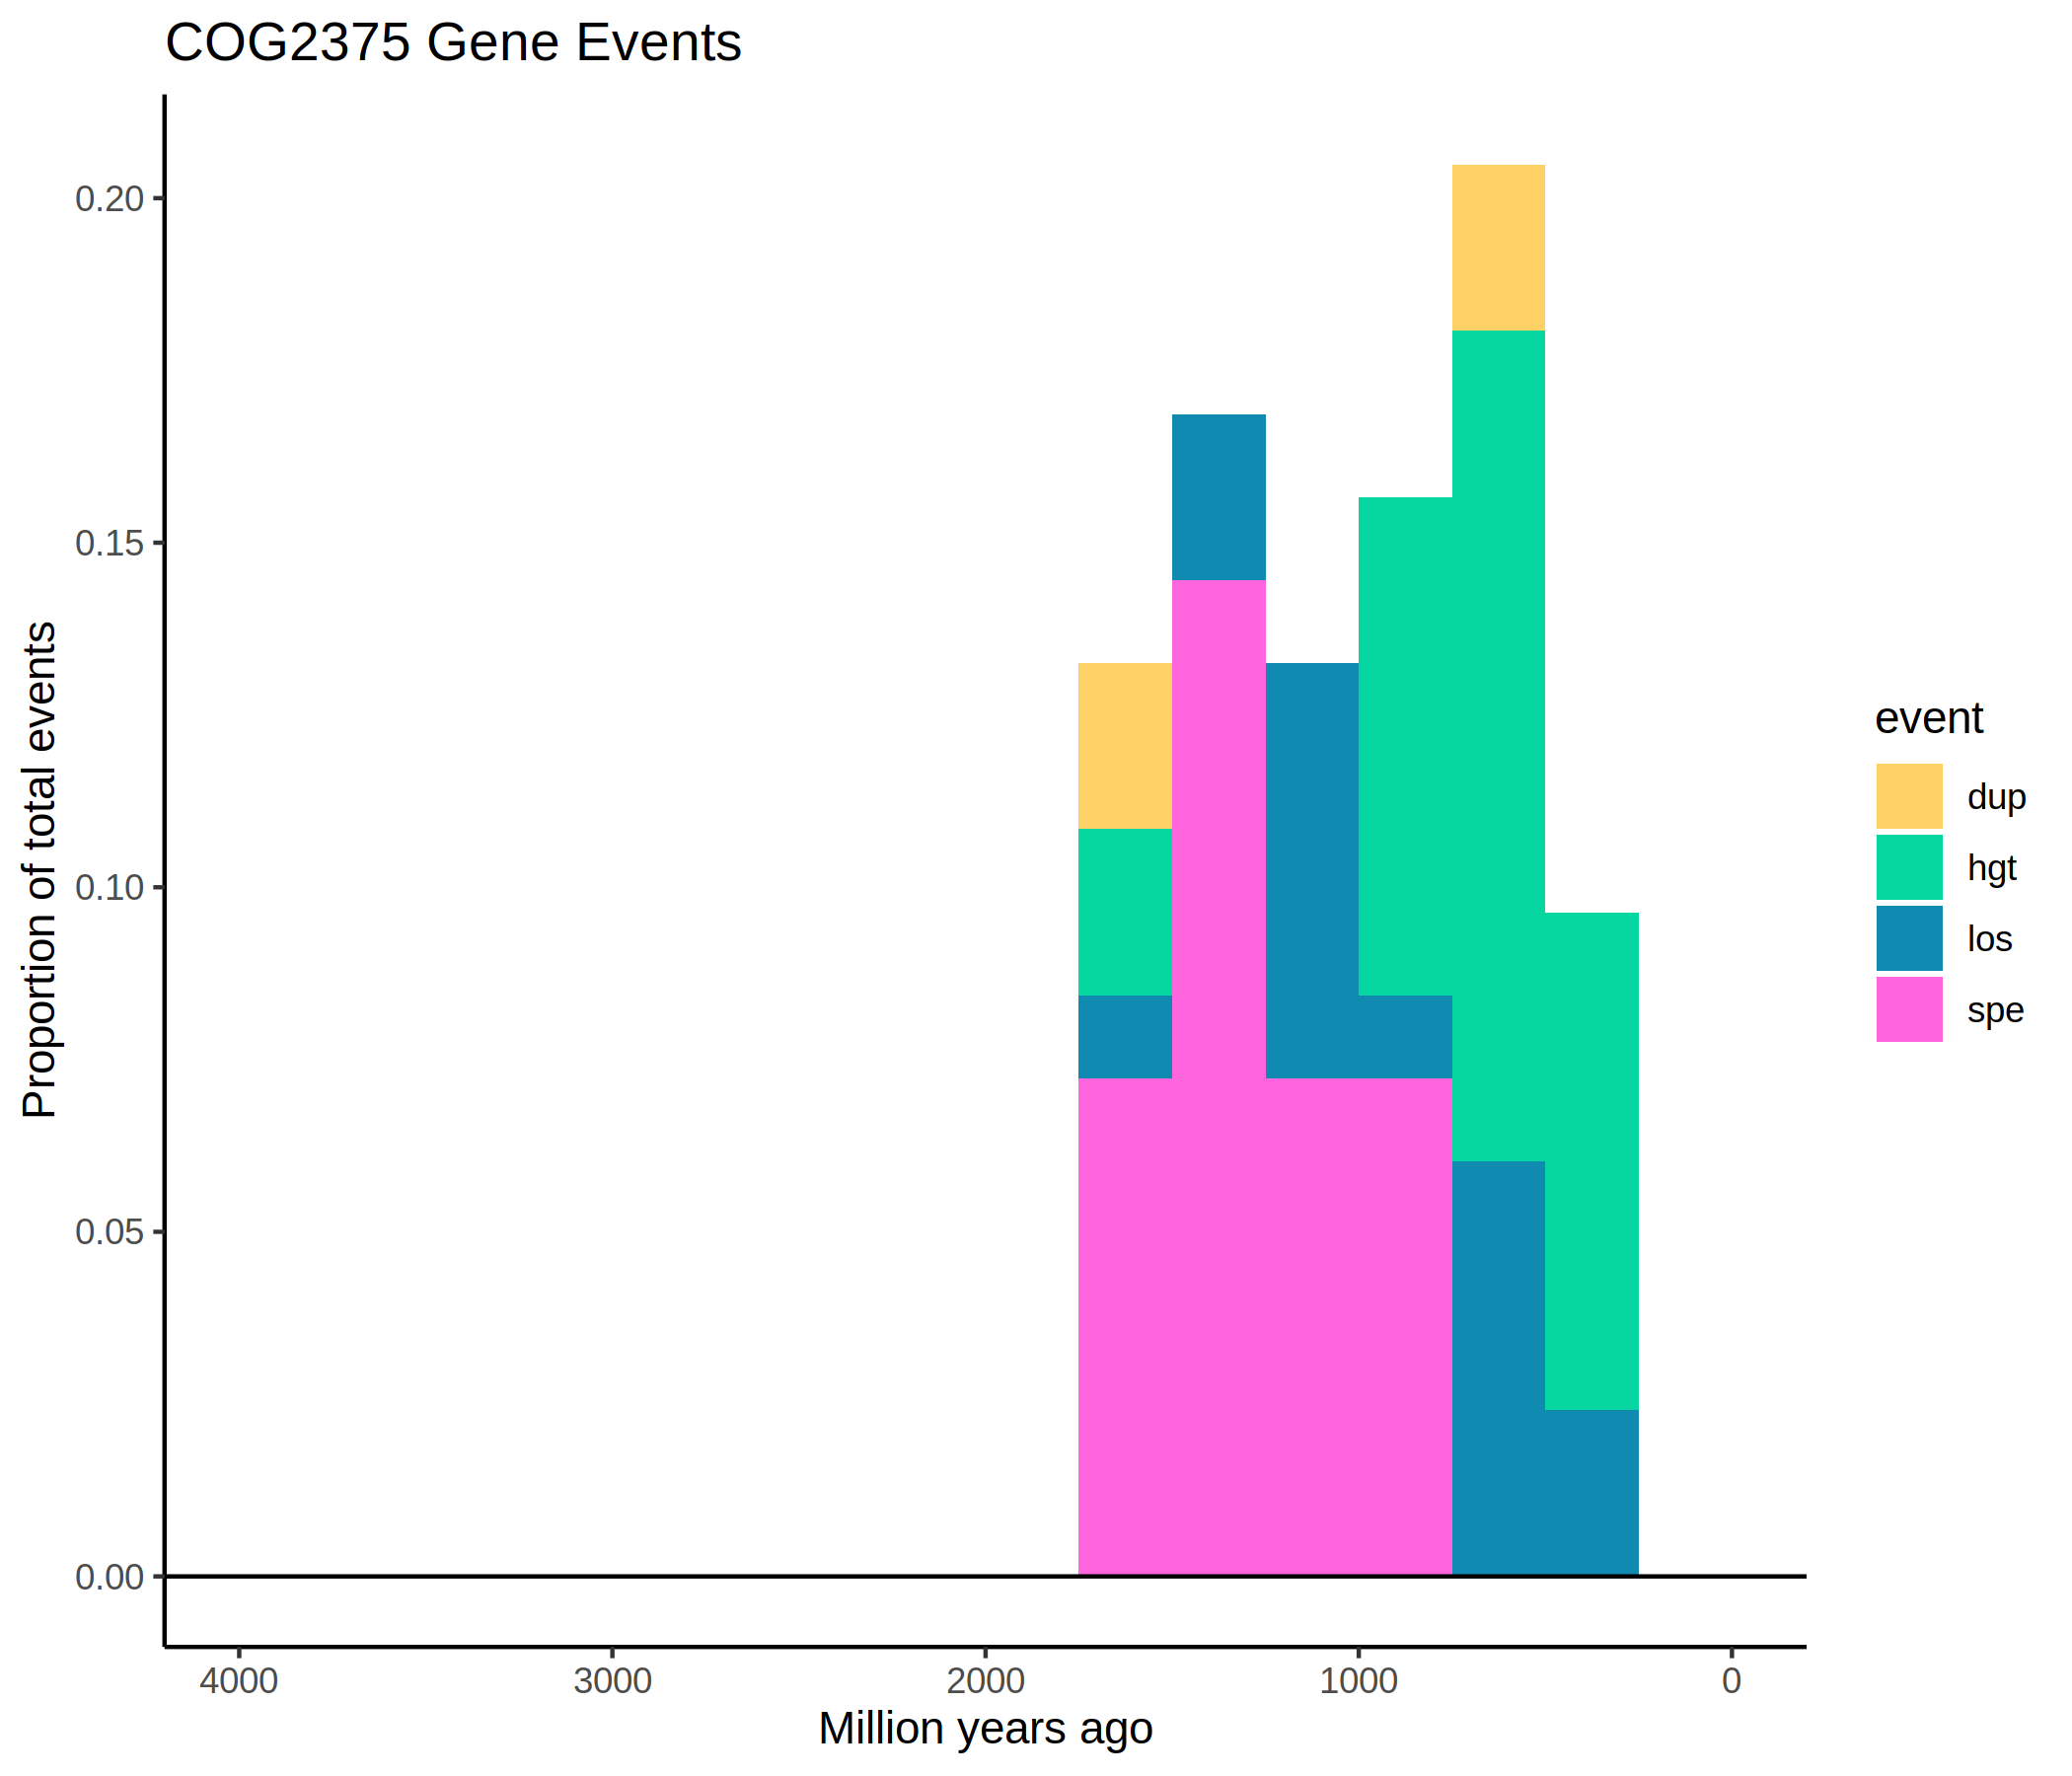 COG2375 Gene Events
Proportion of total events
0.20
0.15
0.10
0.05
0.00
4000 3000 2000 1000 0
Million years ago
event
dup
hgt
los
spe